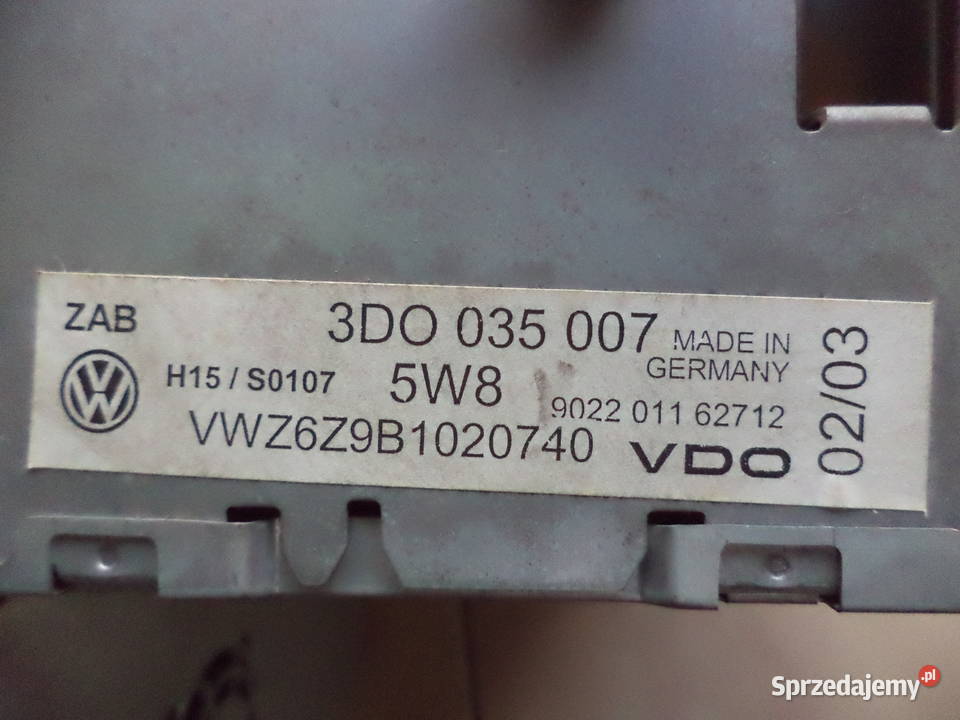 ZAB 3DO 035 007 MADE IN
H15 / S0107 5W8 GERMANY
9022 011 62712
VWZ6Z9B1020740 VDO
02/03
Sprzedajemy.pl